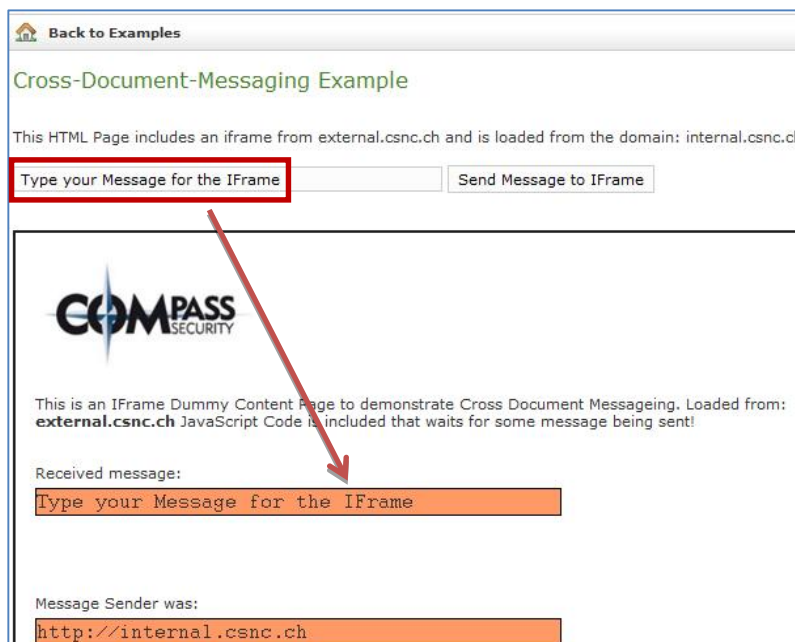 Back to Examples
Cross-Document-Messaging Example
This HTML Page includes an iframe from external.csnc.ch and is loaded from the domain: internal.csnc.cl
Type your Message for the IFrame
Send Message to IFrame
COMPASS
SECURITY
This is an IFrame Dummy Content Page to demonstrate Cross Document Messageing. Loaded from:
external.csnc.ch JavaScript Code is included that waits for some message being sent!
Received message:
Type your Message for the IFrame
Message Sender was:
http://internal.csnc.ch